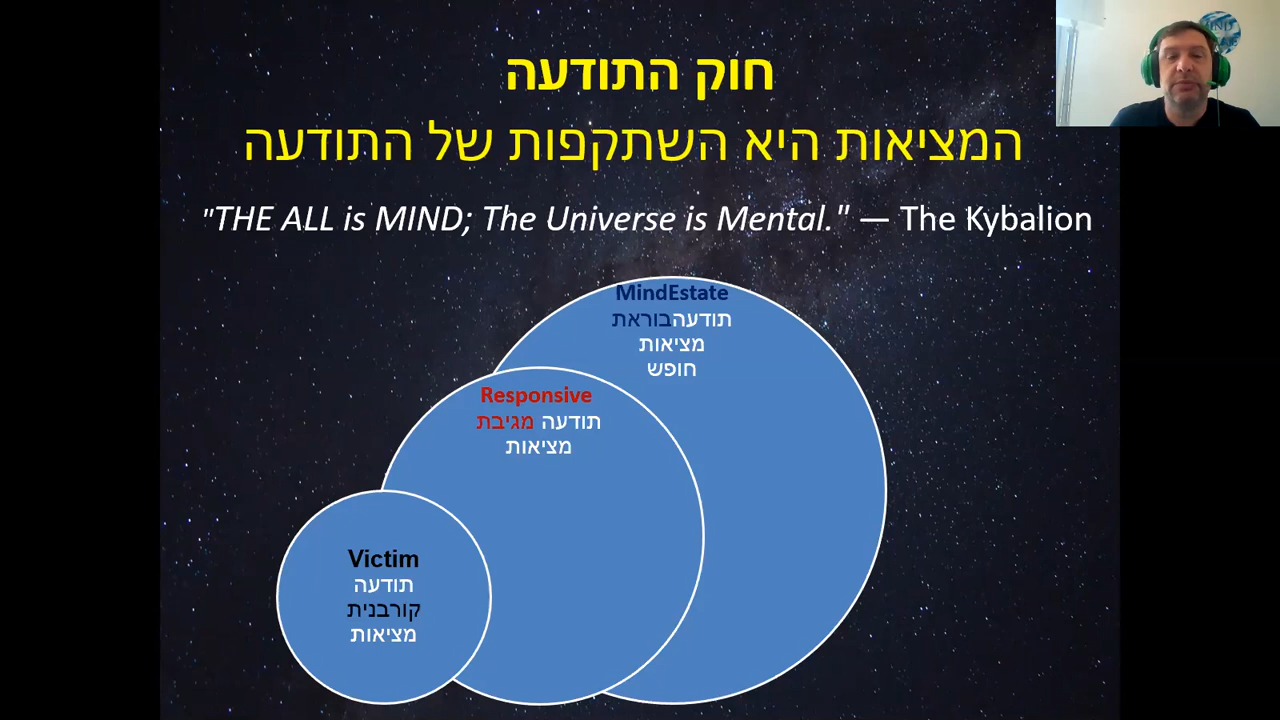 חוק התודעה
המציאות היא השתקפות של התודעה
"THE ALL is MIND; The Universe is Mental." — The Kybalion
MindEstate
תודעהבוראת
מציאות
חופש
Responsive
תודעה מגיבת
מציאות
Victim
תודעה
קורבנית
מציאות